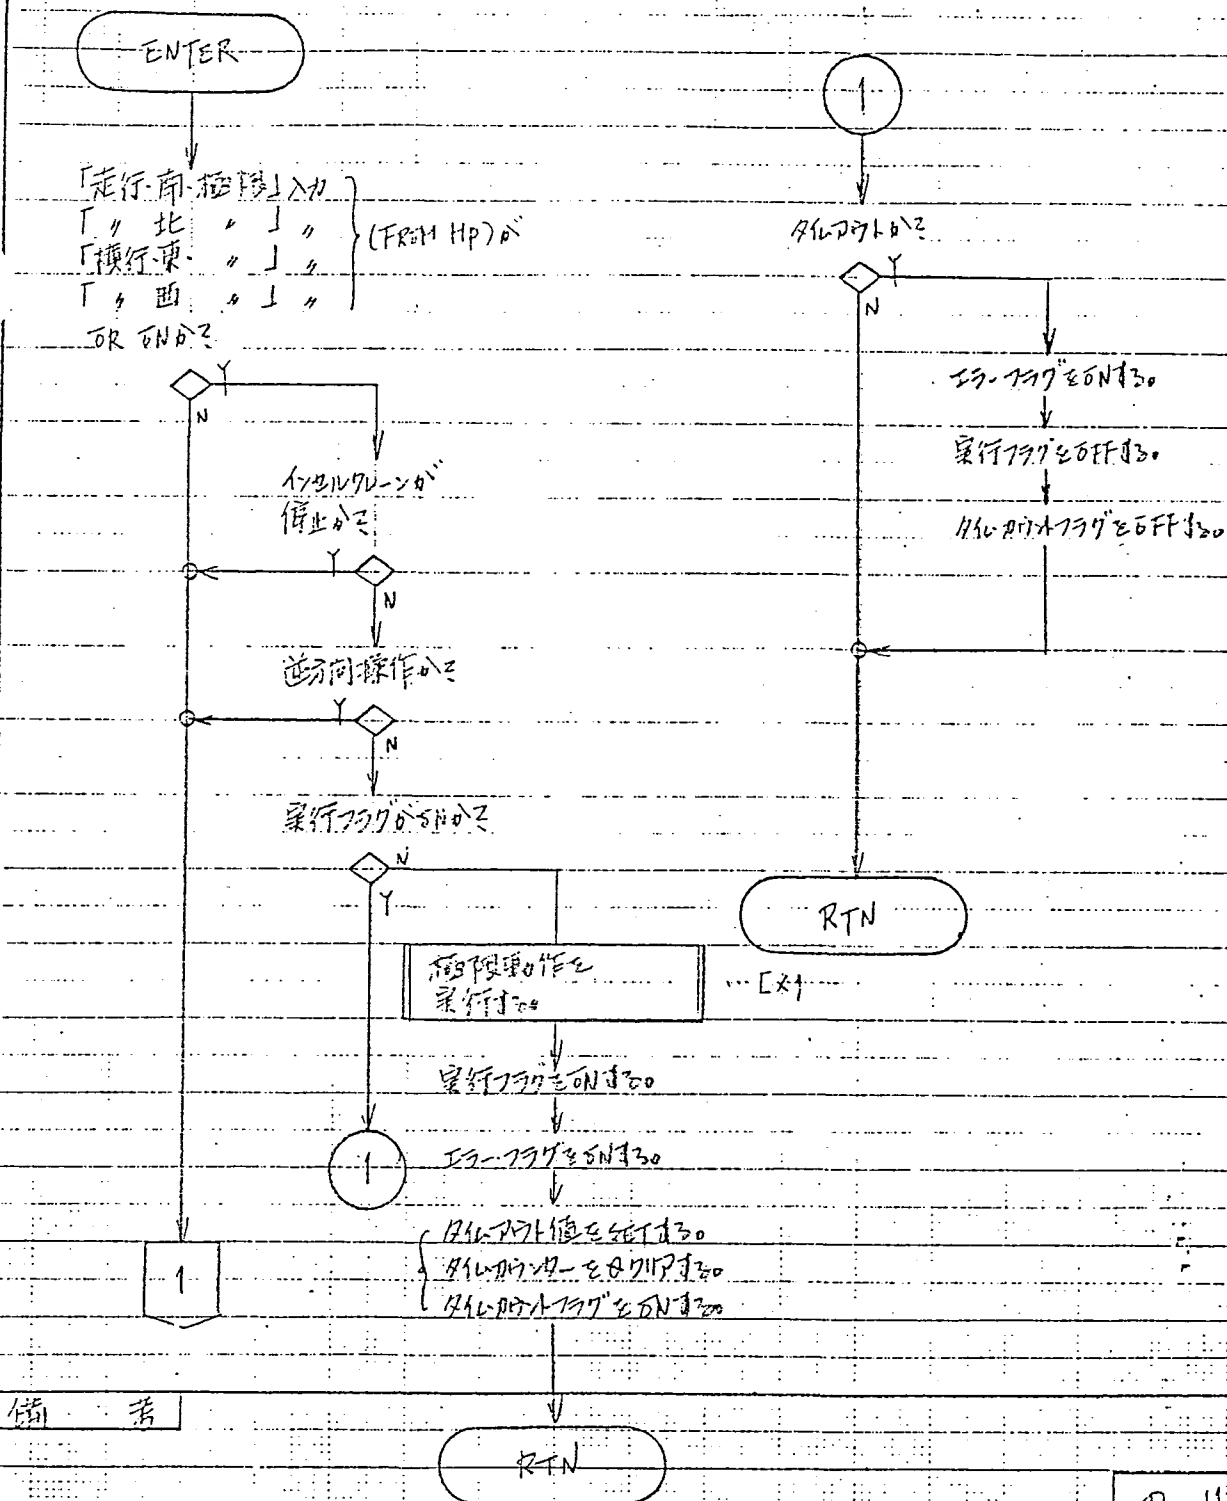 ENTER
「走行・南・極限」入力
「〃 北 〃 」〃
「横行・東・ 〃 」〃
「〃 西 〃 」〃
(FROM HP)が
OR ONか?
Y
N
インセルクレーンが
停止か?
Y
N
逆方向操作か?
Y
N
実行フラグがONか?
N
Y
極限動作を
実行する。
…[※1
実行フラグをONする。
1
エラーフラグをONする。
タイムアウト値をSETする。
タイムカウンターを0クリアする。
タイムカウントフラグをONする。
1
RTN
1
タイムアウトか?
Y
N
エラーフラグをONする。
実行フラグをOFFする。
タイムカウントフラグをOFFする。
RTN
備 考